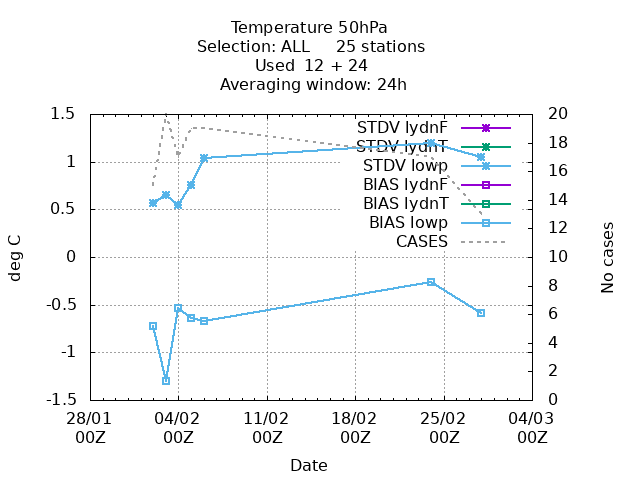 Temperature 50hPa
Selection: ALL     25 stations
Used  12 + 24
Averaging window: 24h
1.5
1
0.5
0
-0.5
-1
-1.5
deg C
STDV lydnF
STDV lydnT
STDV lowp
BIAS lydnF
BIAS lydnT
BIAS lowp
CASES
20
18
16
14
12
10
8
6
4
2
0
No cases
28/01 04/02 11/02 18/02 25/02 04/03
00Z 00Z 00Z 00Z 00Z 00Z
Date